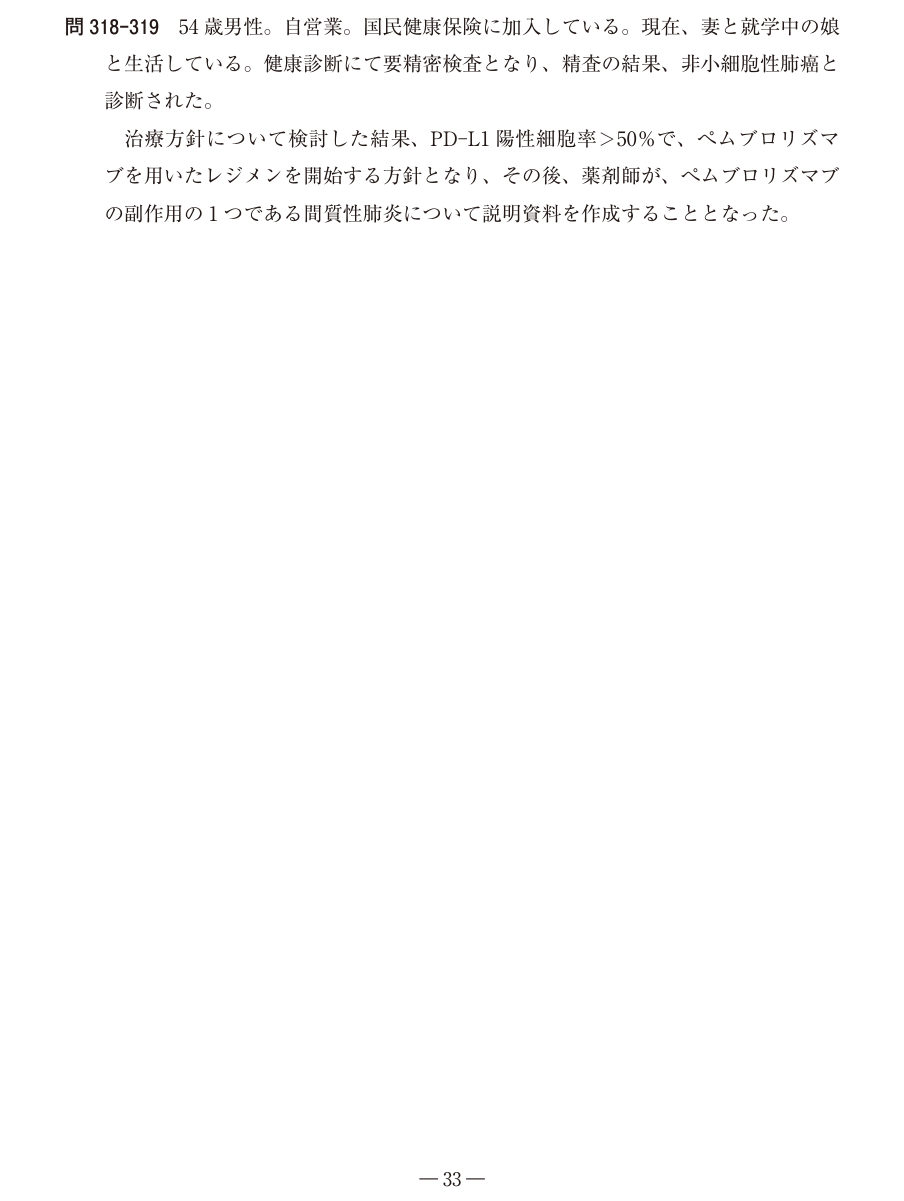 問 318-319 54 歳男性。自営業。国民健康保険に加入している。現在、妻と就学中の娘
と生活している。健康診断にて要精密検査となり、精査の結果、非小細胞性肺癌と
診断された。
治療方針について検討した結果、PD-L1 陽性細胞率＞50％で、ペムブロリズマ
ブを用いたレジメンを開始する方針となり、その後、薬剤師が、ペムブロリズマブ
の副作用の 1 つである間質性肺炎について説明資料を作成することとなった。
― 33 ―